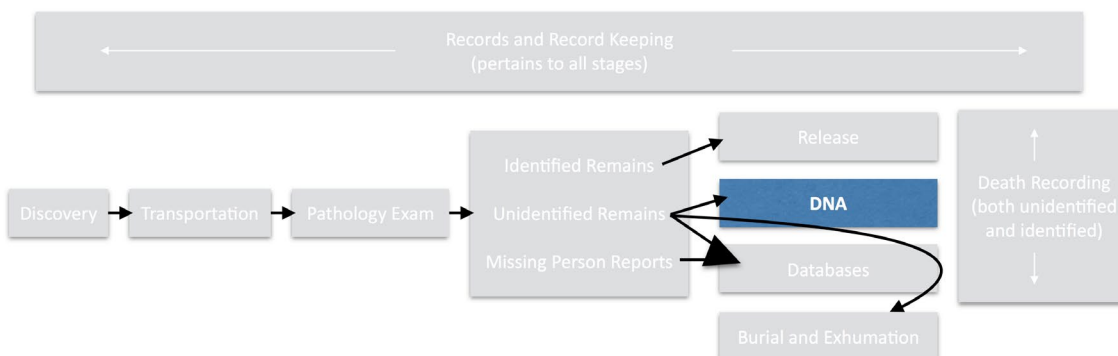 Records and Record Keeping
(pertains to all stages)
Release
Identified Remains
Death Recording
(both unidentified
and identified)
DNA
Discovery
Transportation
Pathology Exam
Unidentified Remains
Missing Person Reports
Databases
Burial and Exhumation